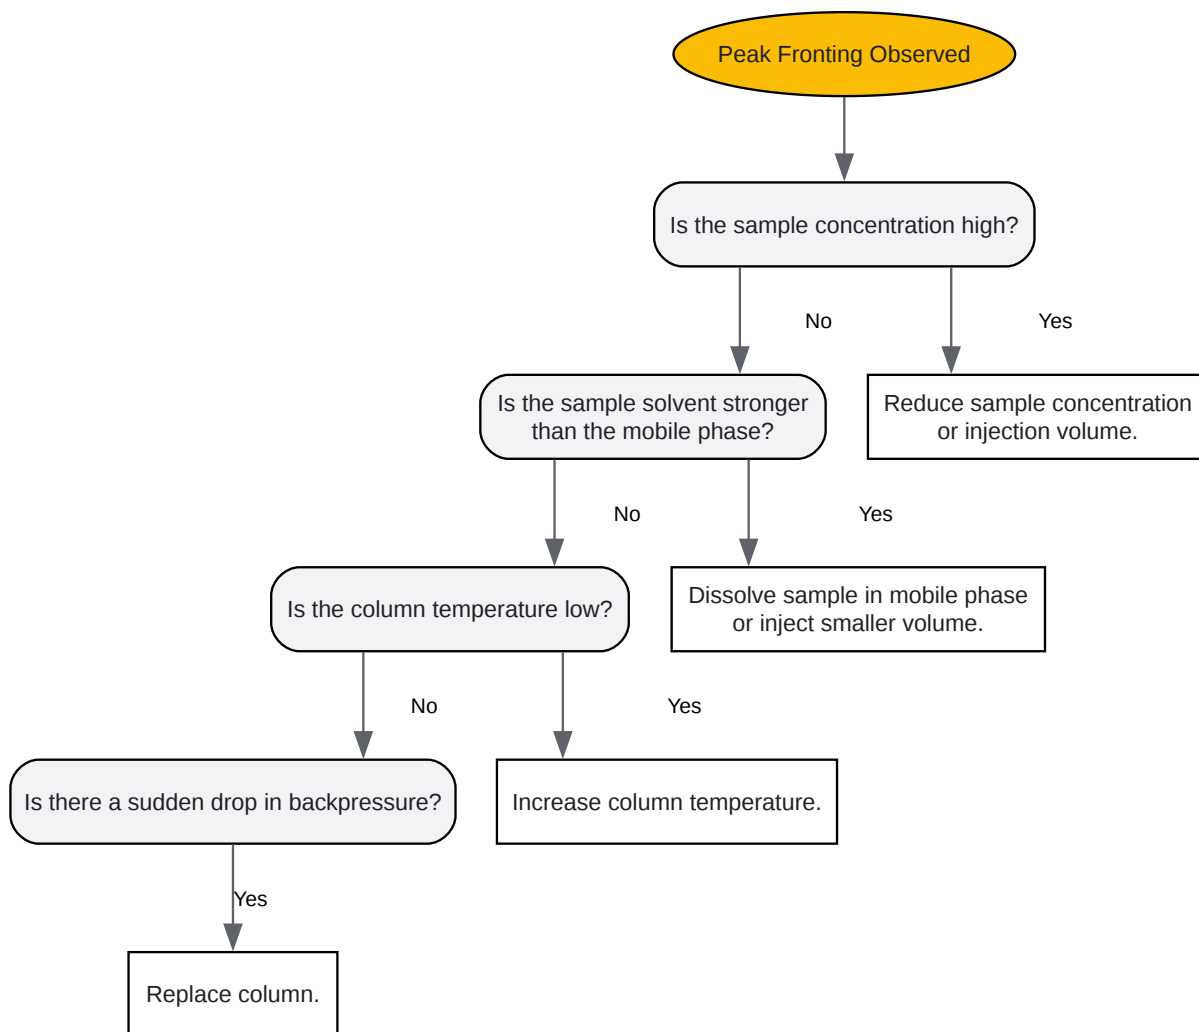 Peak Fronting Observed
Is the sample concentration high?
No
Yes
Is the sample solvent stronger
than the mobile phase?
Reduce sample concentration
or injection volume.
No
Yes
Is the column temperature low?
Dissolve sample in mobile phase
or inject smaller volume.
No
Yes
Is there a sudden drop in backpressure?
Increase column temperature.
Yes
Replace column.